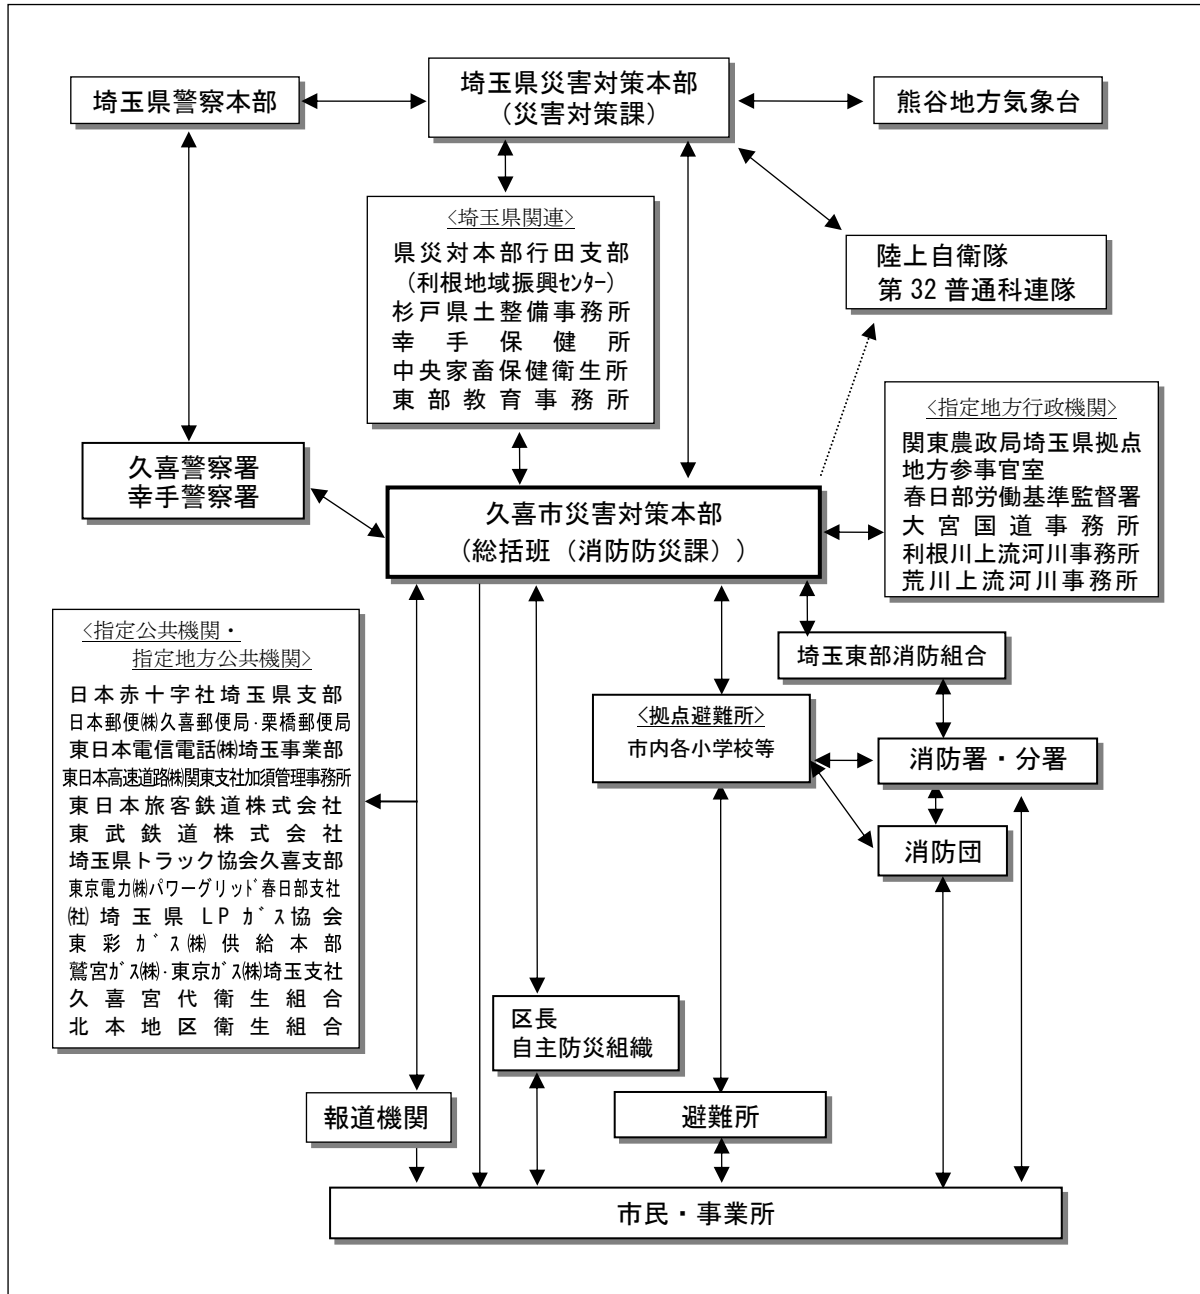 埼玉県警察本部
埼玉県災害対策本部
(災害対策課)
熊谷地方気象台
<埼玉県関連>
県災対本部行田支部
(利根地域振興ｾﾝﾀｰ)
杉戸県土整備事務所
幸手保健所
中央家畜保健衛生所
東部教育事務所
陸上自衛隊
第32普通科連隊
<指定地方行政機関>
関東農政局埼玉県拠点
地方参事官室
春日部労働基準監督署
大宮国道事務所
利根川上流河川事務所
荒川上流河川事務所
久喜警察署
幸手警察署
久喜市災害対策本部
(総括班（消防防災課）)
<指定公共機関・
指定地方公共機関>
日本赤十字社埼玉県支部
日本郵便㈱久喜郵便局･栗橋郵便局
東日本電信電話㈱埼玉事業部
東日本高速道路㈱関東支社加須管理事務所
東日本旅客鉄道株式会社
東武鉄道株式会社
埼玉県トラック協会久喜支部
東京電力㈱パワーグリッﾄﾞ春日部支社
㈳埼玉県LPｶﾞｽ協会
東彩ｶﾞｽ㈱供給本部
鷲宮ｶﾞｽ㈱･東京ｶﾞｽ㈱埼玉支社
久喜宮代衛生組合
北本地区衛生組合
埼玉東部消防組合
<拠点避難所>
市内各小学校等
消防署・分署
消防団
区長
自主防災組織
報道機関
避難所
市民・事業所